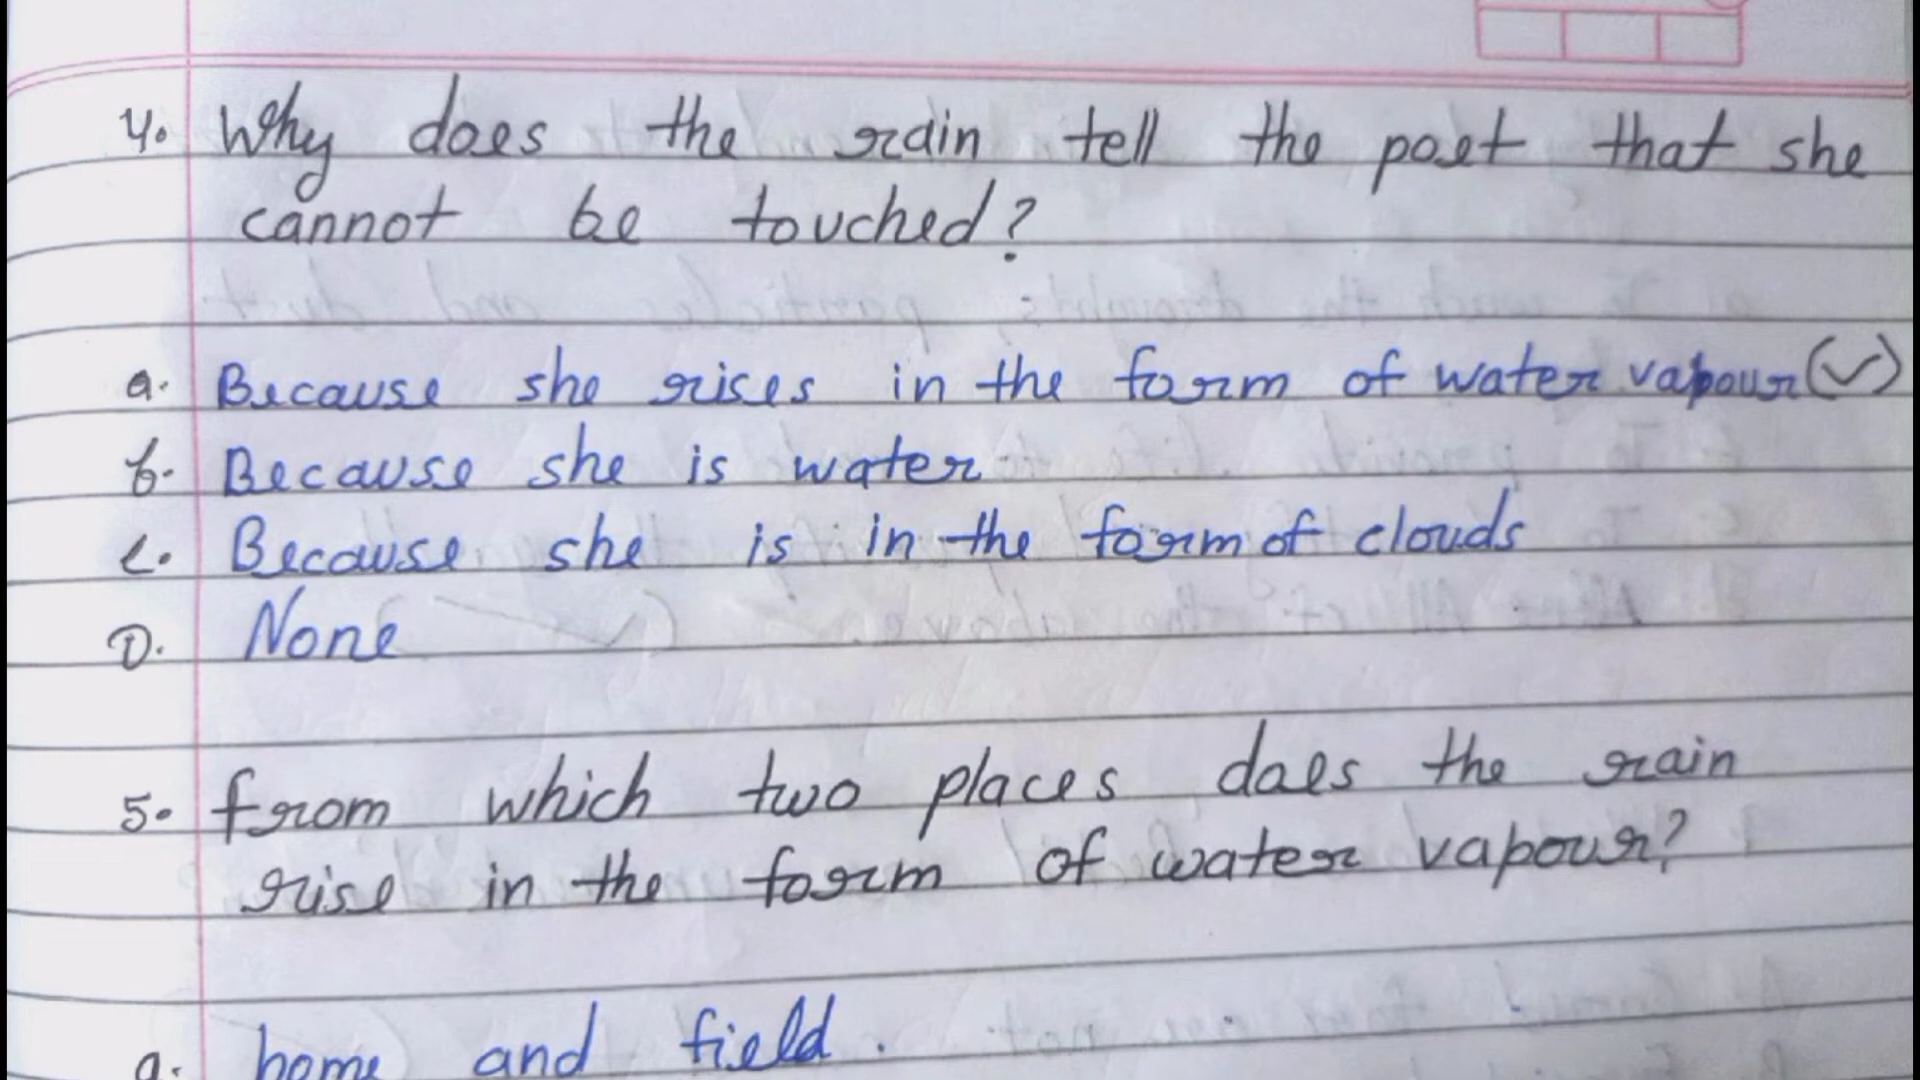 4. Why does the rain tell the poet that she
cannot be touched?
a. Because she rises in the form of water vapour (✓)
b. Because she is water
c. Because she is in the form of clouds
D. None
5. from which two places does the rain
rise in the form of water vapour?
a. home and field.